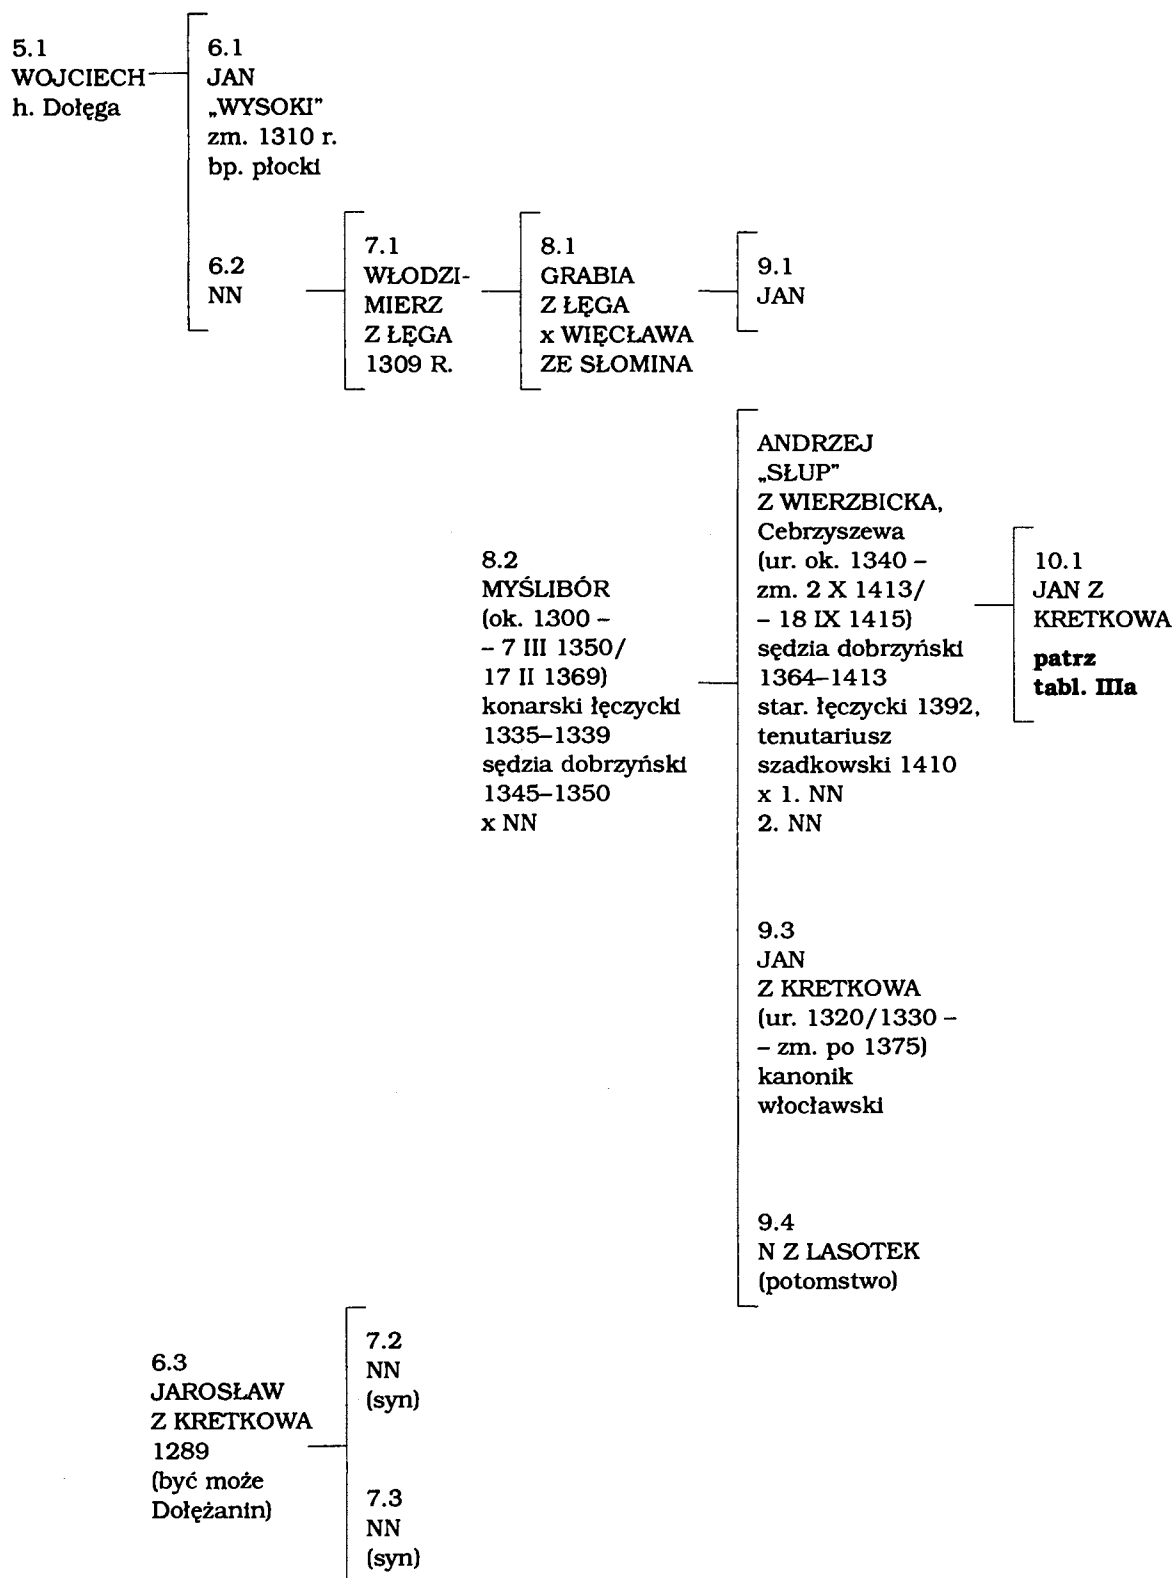 5.1
WOJCIECH
h. Dołęga
6.1
JAN
„WYSOKI”
zm. 1310 r.
bp. płocki
6.2
NN
7.1
WŁODZI-
MIERZ
Z ŁĘGA
1309 R.
8.1
GRABIA
Z ŁĘGA
x WIĘCŁAWA
ZE SŁOMINA
9.1
JAN
8.2
MYŚLIBÓR
(ok. 1300 –
– 7 III 1350/
17 II 1369)
konarski łęczycki
1335–1339
sędzia dobrzyński
1345–1350
x NN
ANDRZEJ
„SŁUP”
Z WIERZBICKA,
Cebrzyszewa
(ur. ok. 1340 –
zm. 2 X 1413/
– 18 IX 1415)
sędzia dobrzyński
1364–1413
star. łęczycki 1392,
tenutariusz
szadkowski 1410
x 1. NN
2. NN
10.1
JAN Z
KRETKOWA
patrz
tabl. IIIa
9.3
JAN
Z KRETKOWA
(ur. 1320/1330 –
– zm. po 1375)
kanonik
włocławski
9.4
N Z LASOTEK
(potomstwo)
6.3
JAROSŁAW
Z KRETKOWA
1289
(być może
Dołężanin)
7.2
NN
(syn)
7.3
NN
(syn)